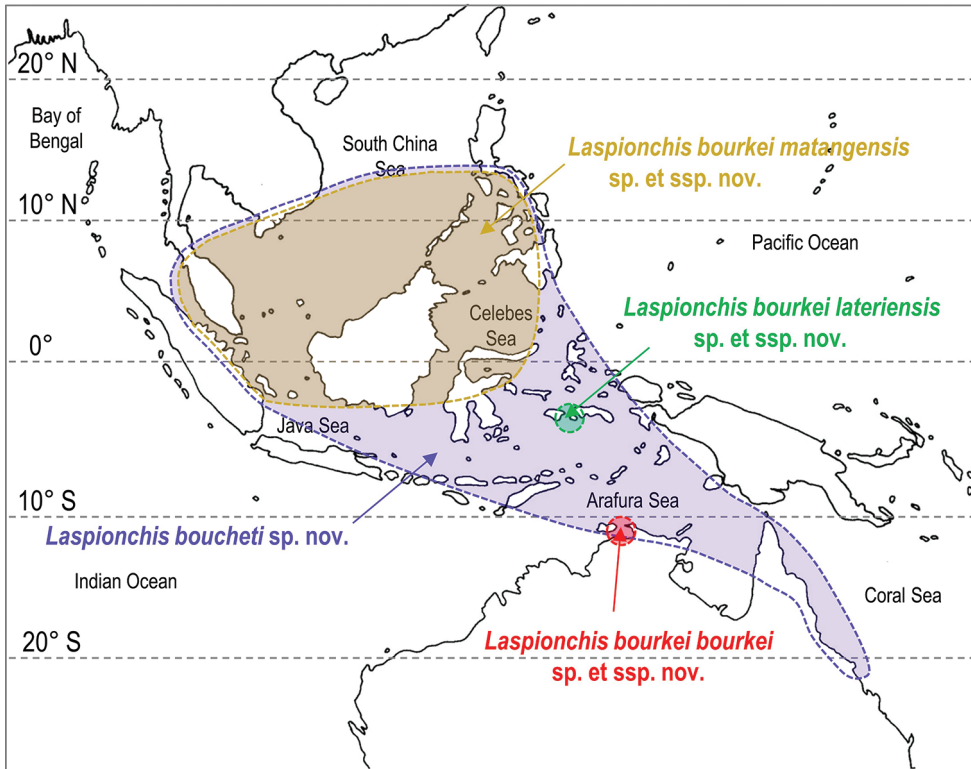 20° N
Bay of
Bengal
South China
Sea
Laspionchis bourkei matangensis
sp. et ssp. nov.
10° N
Pacific Ocean
Laspionchis bourkei lateriensis
sp. et ssp. nov.
Celebes
Sea
0°
Java Sea
Arafura Sea
10° S
Laspionchis boucheti sp. nov.
Indian Ocean
Coral Sea
Laspionchis bourkei bourkei
sp. et ssp. nov.
20° S